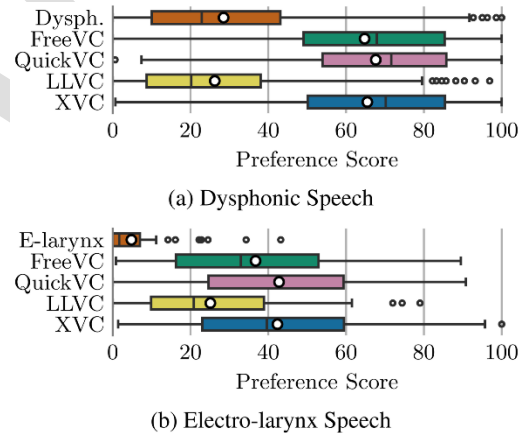 Dysph.
FreeVC
QuickVC
LLVC
XVC
0 20 40 60 80 100
Preference Score
(a) Dysphonic Speech
E-larynx
FreeVC
QuickVC
LLVC
XVC
0 20 40 60 80 100
Preference Score
(b) Electro-larynx Speech